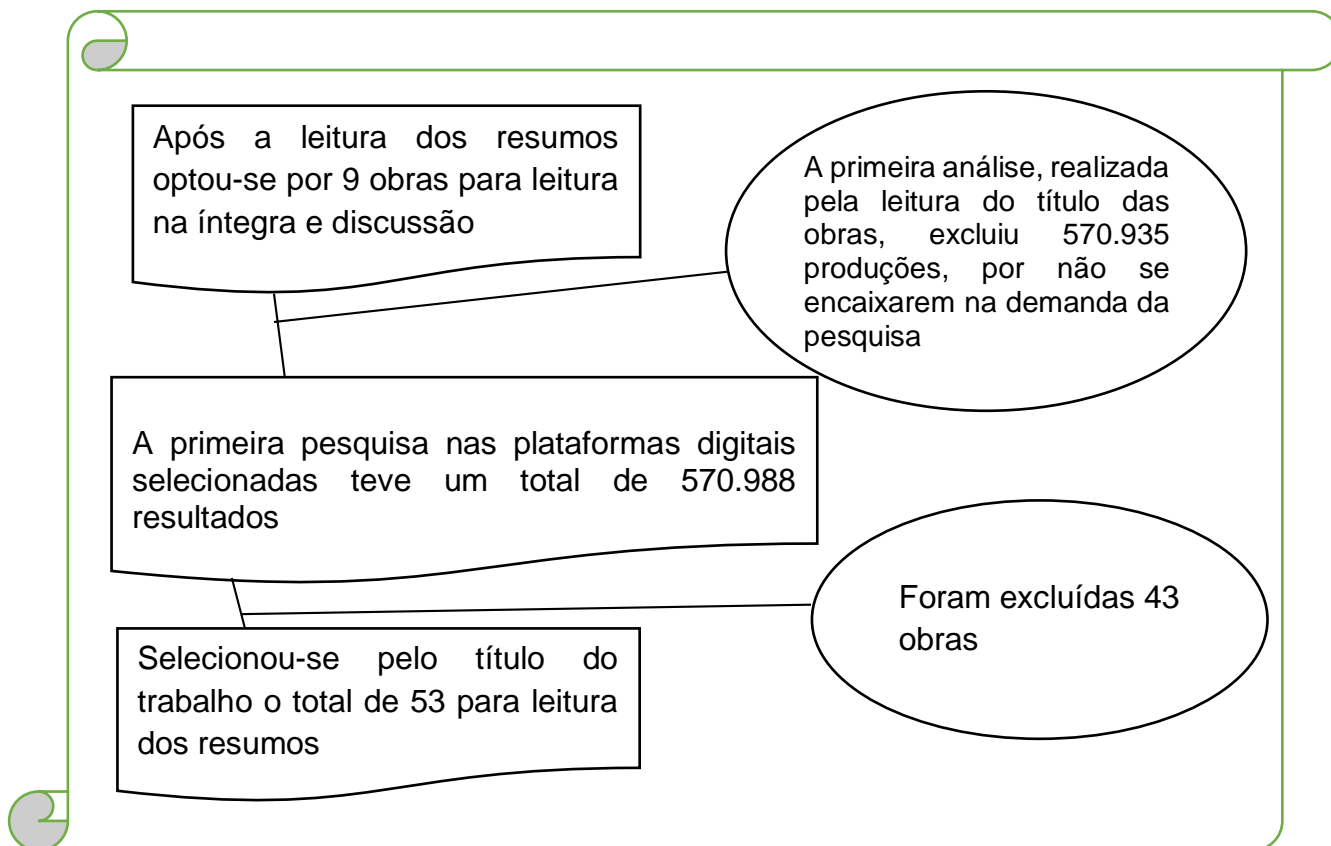 Após a leitura dos resumos
optou-se por 9 obras para leitura
na íntegra e discussão
A primeira análise, realizada
pela leitura do título das
obras, excluiu 570.935
produções, por não se
encaixarem na demanda da
pesquisa
A primeira pesquisa nas plataformas digitais
selecionadas teve um total de 570.988
resultados
Foram excluídas 43
obras
Selecionou-se pelo título do
trabalho o total de 53 para leitura
dos resumos